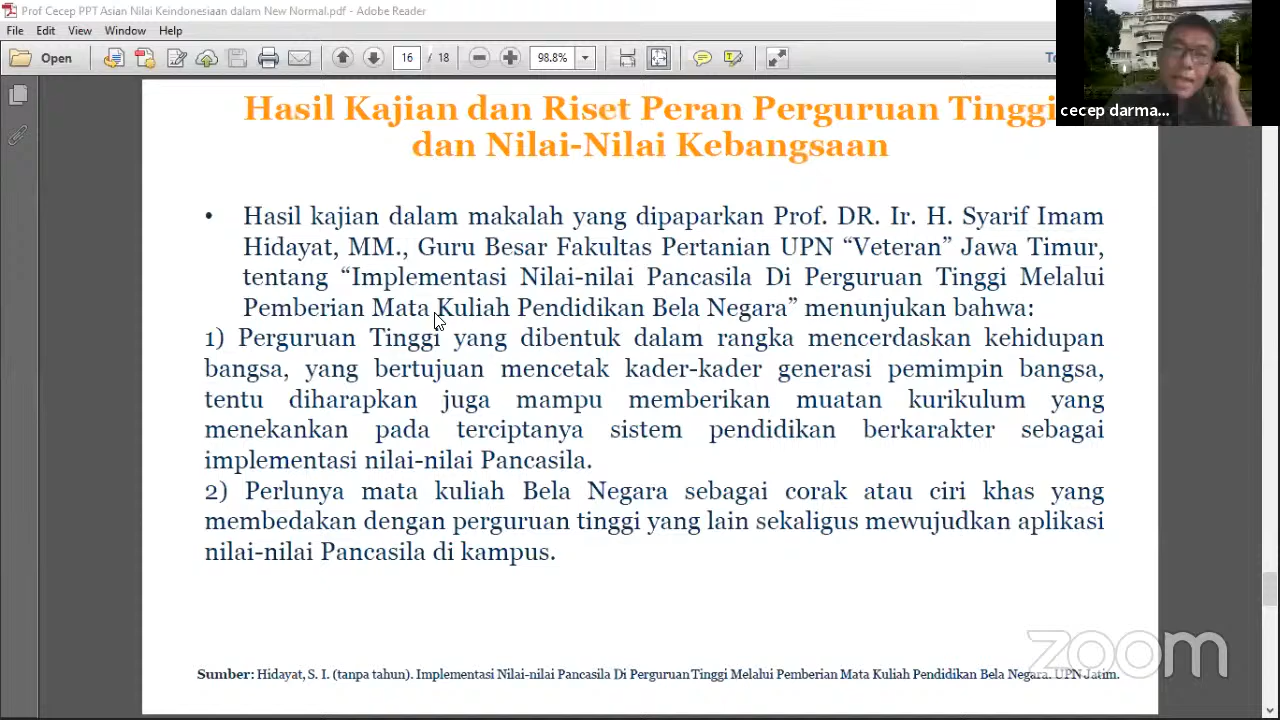 Prof Cecep PPT Asian Nilai Keindonesiaan dalam New Normal.pdf - Adobe Reader
File Edit View Window Help
Open 16 / 18 98.8% To
cecep darma...
Hasil Kajian dan Riset Peran Perguruan Tinggi
dan Nilai-Nilai Kebangsaan
• Hasil kajian dalam makalah yang dipaparkan Prof. DR. Ir. H. Syarif Imam
Hidayat, MM., Guru Besar Fakultas Pertanian UPN “Veteran” Jawa Timur,
tentang “Implementasi Nilai-nilai Pancasila Di Perguruan Tinggi Melalui
Pemberian Mata Kuliah Pendidikan Bela Negara” menunjukan bahwa:
1) Perguruan Tinggi yang dibentuk dalam rangka mencerdaskan kehidupan
bangsa, yang bertujuan mencetak kader-kader generasi pemimpin bangsa,
tentu diharapkan juga mampu memberikan muatan kurikulum yang
menekankan pada terciptanya sistem pendidikan berkarakter sebagai
implementasi nilai-nilai Pancasila.
2) Perlunya mata kuliah Bela Negara sebagai corak atau ciri khas yang
membedakan dengan perguruan tinggi yang lain sekaligus mewujudkan aplikasi
nilai-nilai Pancasila di kampus.
zoom
Sumber: Hidayat, S. I. (tanpa tahun). Implementasi Nilai-nilai Pancasila Di Perguruan Tinggi Melalui Pemberian Mata Kuliah Pendidikan Bela Negara. UPN Jatim.